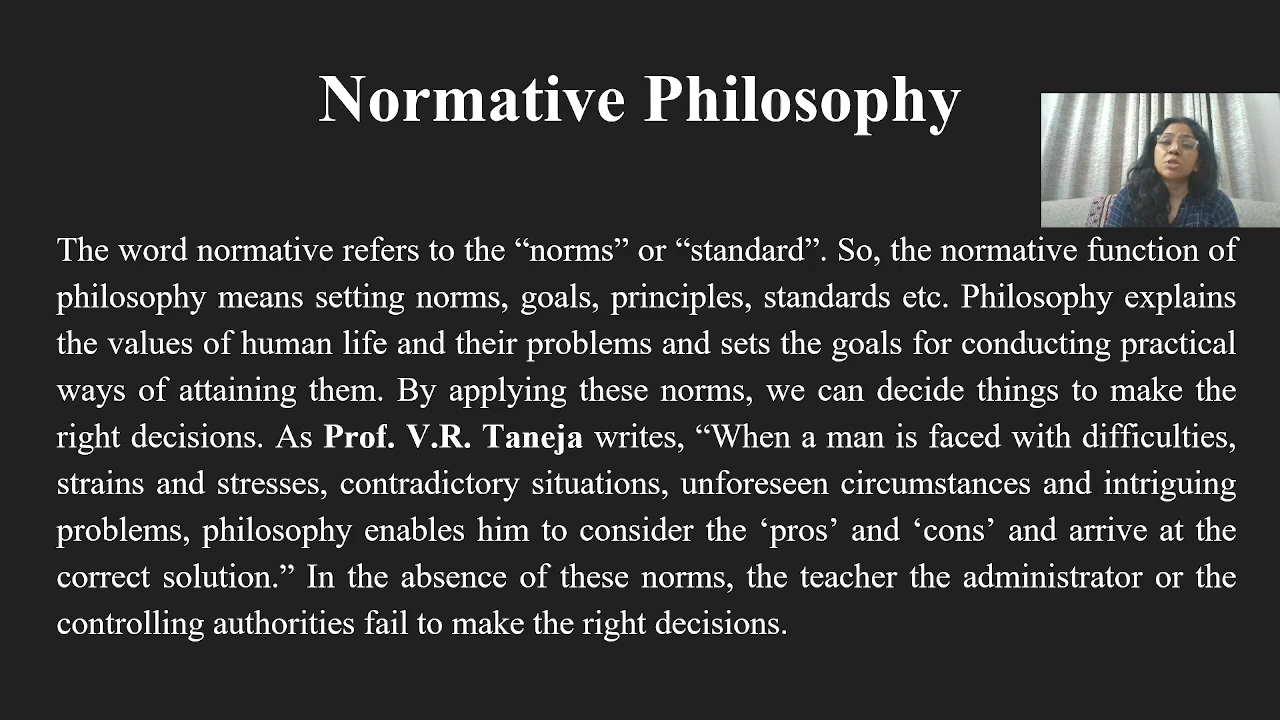 Normative Philosophy
The word normative refers to the “norms” or “standard”. So, the normative function of
philosophy means setting norms, goals, principles, standards etc. Philosophy explains
the values of human life and their problems and sets the goals for conducting practical
ways of attaining them. By applying these norms, we can decide things to make the
right decisions. As Prof. V.R. Taneja writes, “When a man is faced with difficulties,
strains and stresses, contradictory situations, unforeseen circumstances and intriguing
problems, philosophy enables him to consider the ‘pros’ and ‘cons’ and arrive at the
correct solution.” In the absence of these norms, the teacher the administrator or the
controlling authorities fail to make the right decisions.